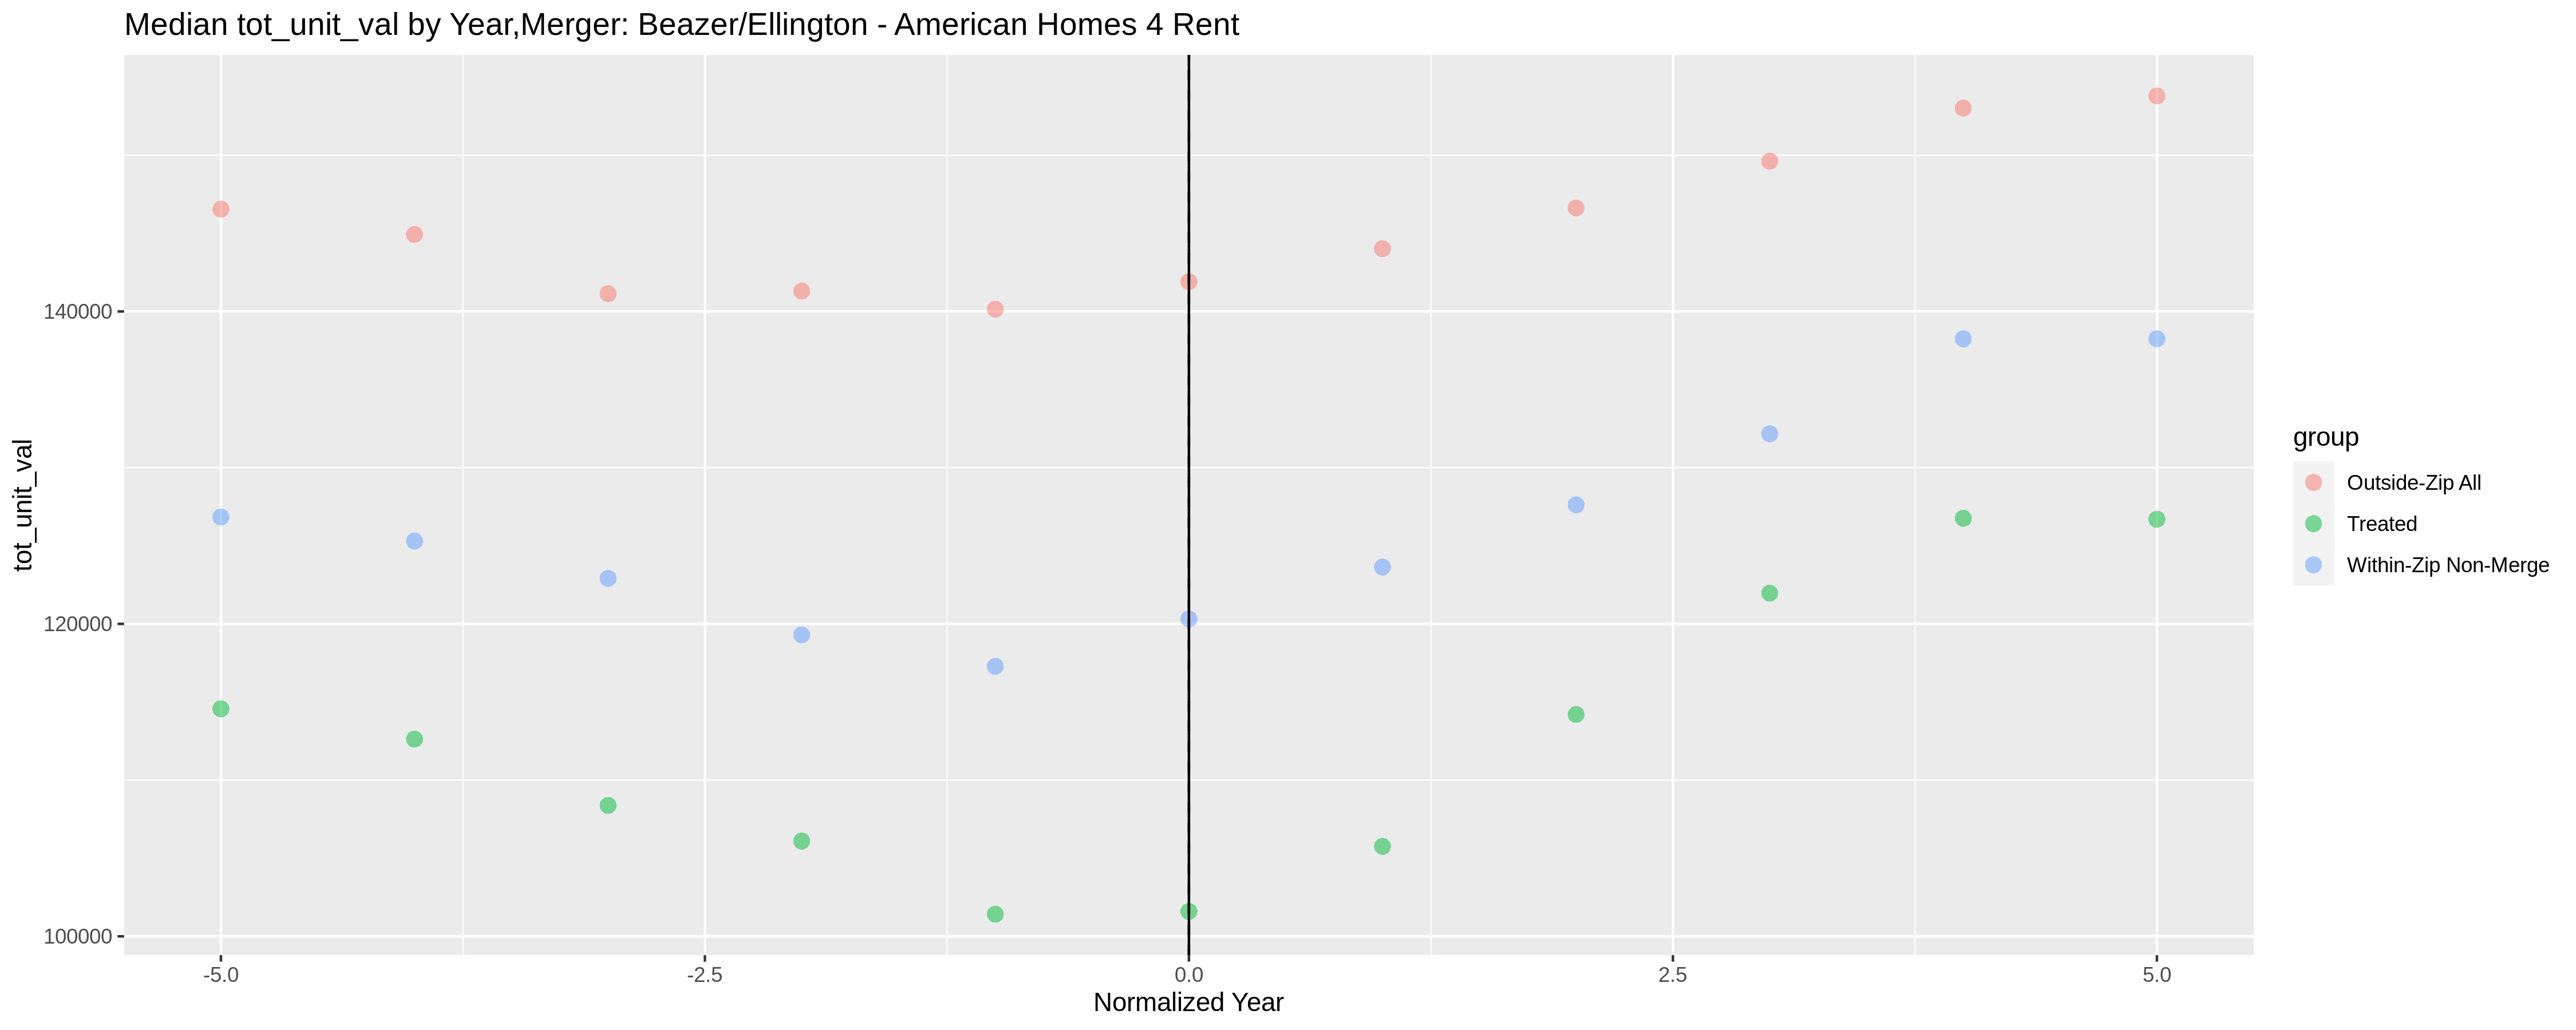 Median tot_unit_val by Year,Merger: Beazer/Ellington - American Homes 4 Rent
tot_unit_val
140000
120000
100000
-5.0
-2.5
0.0
2.5
5.0
Normalized Year
group
Outside-Zip All
Treated
Within-Zip Non-Merge